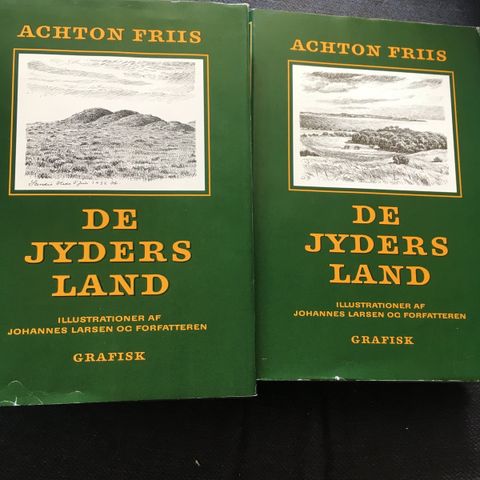 ACHTON FRIIS
DE
JYDERS
LAND
ILLUSTRATIONER AF
JOHANNES LARSEN OG FORFATTEREN
GRAFISK
ACHTON FRIIS
DE
JYDERS
LAND
ILLUSTRATIONER AF
JOHANNES LARSEN OG FORFATTEREN
GRAFISK